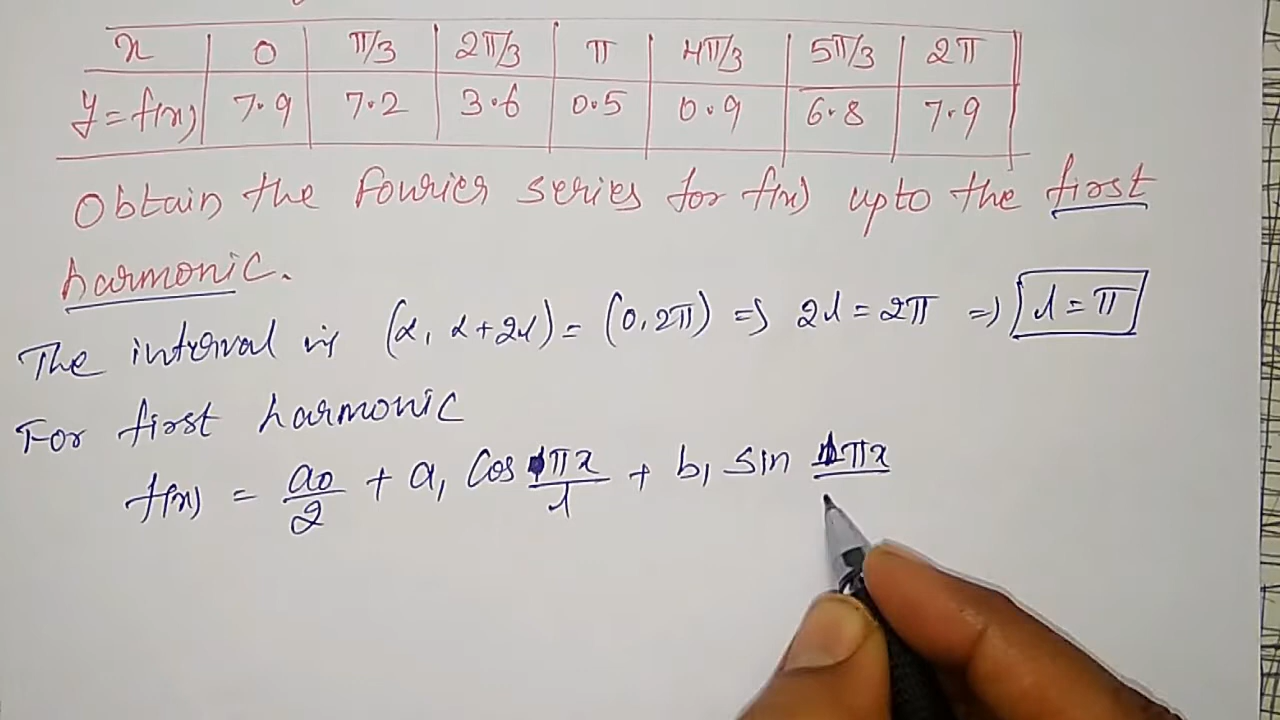 x 0 π/3 2π/3 π 4π/3 5π/3 2π
y=f(x) 7.9 7.2 3.6 0.5 0.9 6.8 7.9
Obtain the Fourier series for f(x) upto the first
harmonic.
The interval is (α, α+2l) = (0, 2π) ⇒ 2l = 2π ⇒ l = π
For first harmonic
f(x) = a0/2 + a1 cos 1πx/l + b1 sin 1πx